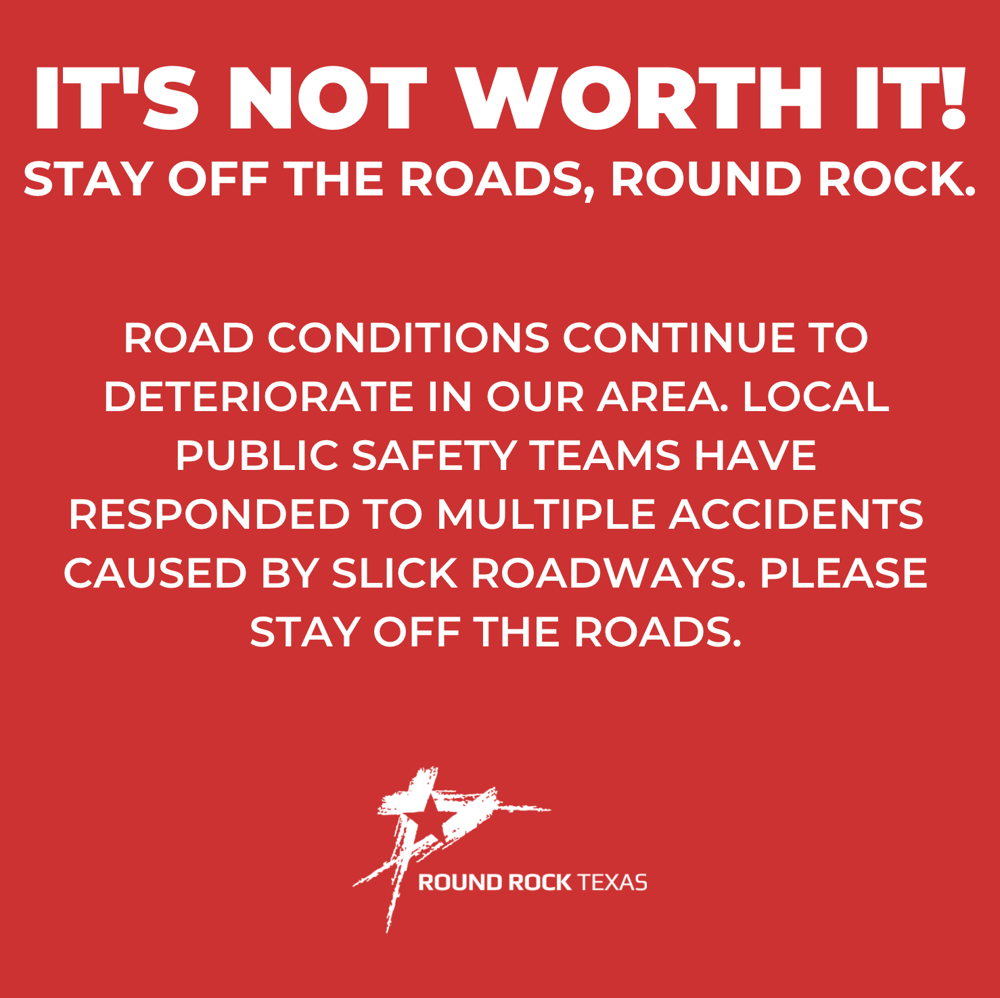 IT'S NOT WORTH IT!
STAY OFF THE ROADS, ROUND ROCK.
ROAD CONDITIONS CONTINUE TO
DETERIORATE IN OUR AREA. LOCAL
PUBLIC SAFETY TEAMS HAVE
RESPONDED TO MULTIPLE ACCIDENTS
CAUSED BY SLICK ROADWAYS. PLEASE
STAY OFF THE ROADS.
ROUND ROCK TEXAS